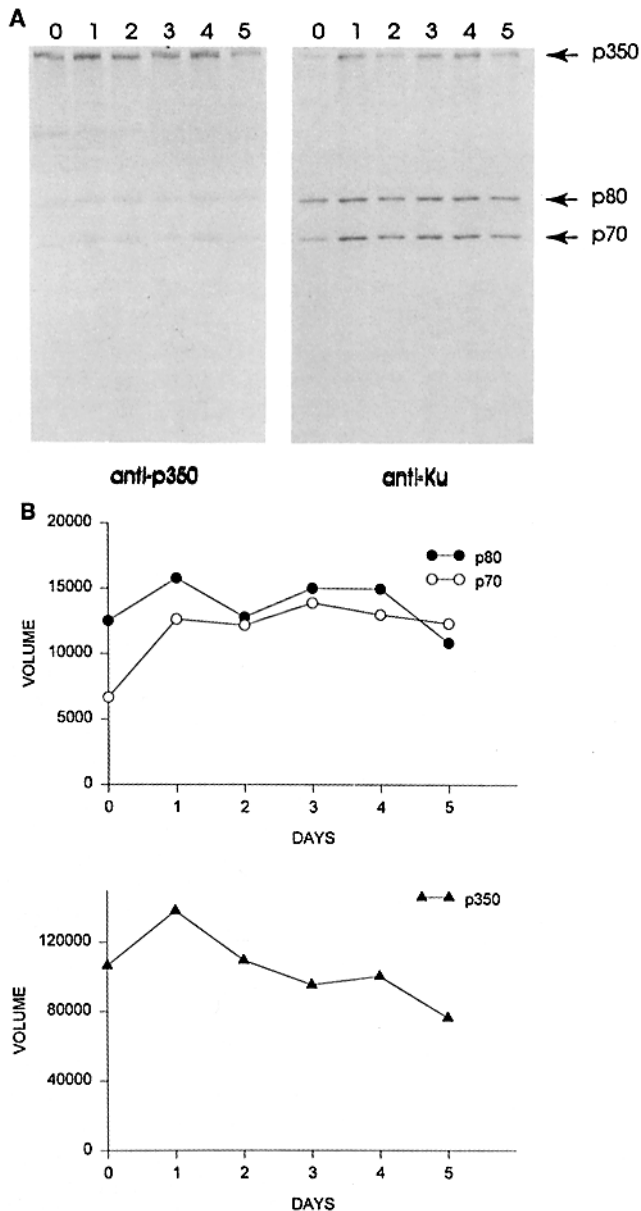 A
0 1 2 3 4 5
0 1 2 3 4 5
p350
p80
p70
anti-p350
anti-Ku
B
20000
15000
10000
5000
0
VOLUME
p80
p70
0 1 2 3 4 5
DAYS
120000
80000
40000
0
VOLUME
p350
0 1 2 3 4 5
DAYS